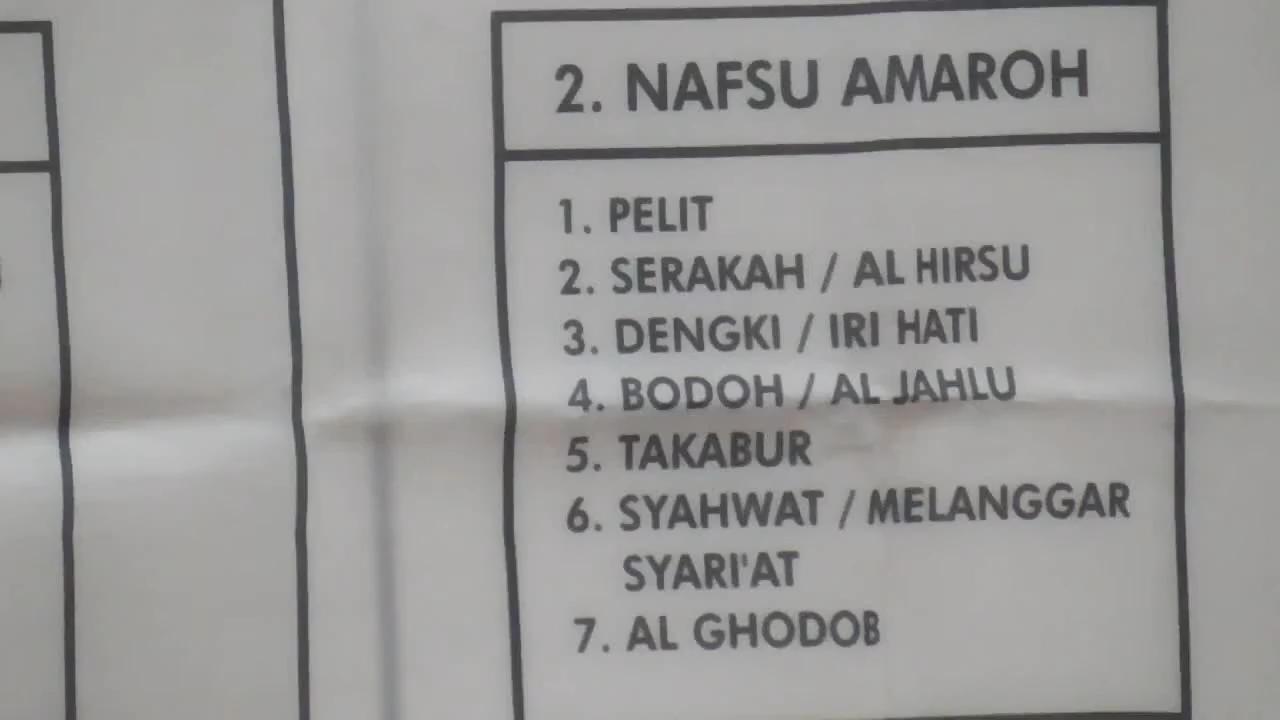 2. NAFSU AMAROH
1. PELIT
2. SERAKAH / AL HIRSU
3. DENGKI / IRI HATI
4. BODOH / AL JAHLU
5. TAKABUR
6. SYAHWAT / MELANGGAR
SYARI'AT
7. AL GHODOB